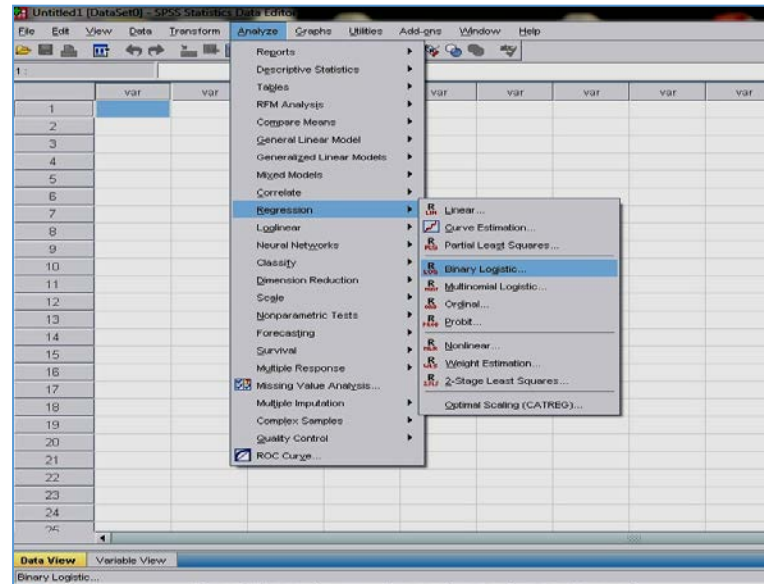 Untitled1 [DataSet0] - SPSS Statistics Data Editor
File Edit View Data Transform Analyze Graphs Utilities Add-ons Window Help
1 :
var var var var var var
Reports
Descriptive Statistics
Tables
RFM Analysis
Compare Means
General Linear Model
Generalized Linear Models
Mixed Models
Correlate
Regression
Loglinear
Neural Networks
Classify
Dimension Reduction
Scale
Nonparametric Tests
Forecasting
Survival
Multiple Response
Missing Value Analysis...
Multiple Imputation
Complex Samples
Quality Control
ROC Curve...
Linear...
Curve Estimation...
Partial Least Squares...
Binary Logistic...
Multinomial Logistic...
Ordinal...
Probit...
Nonlinear...
Weight Estimation...
2-Stage Least Squares...
Optimal Scaling (CATREG)...
1
2
3
4
5
6
7
8
9
10
11
12
13
14
15
16
17
18
19
20
21
22
23
24
25
Data View Variable View
Binary Logistic...